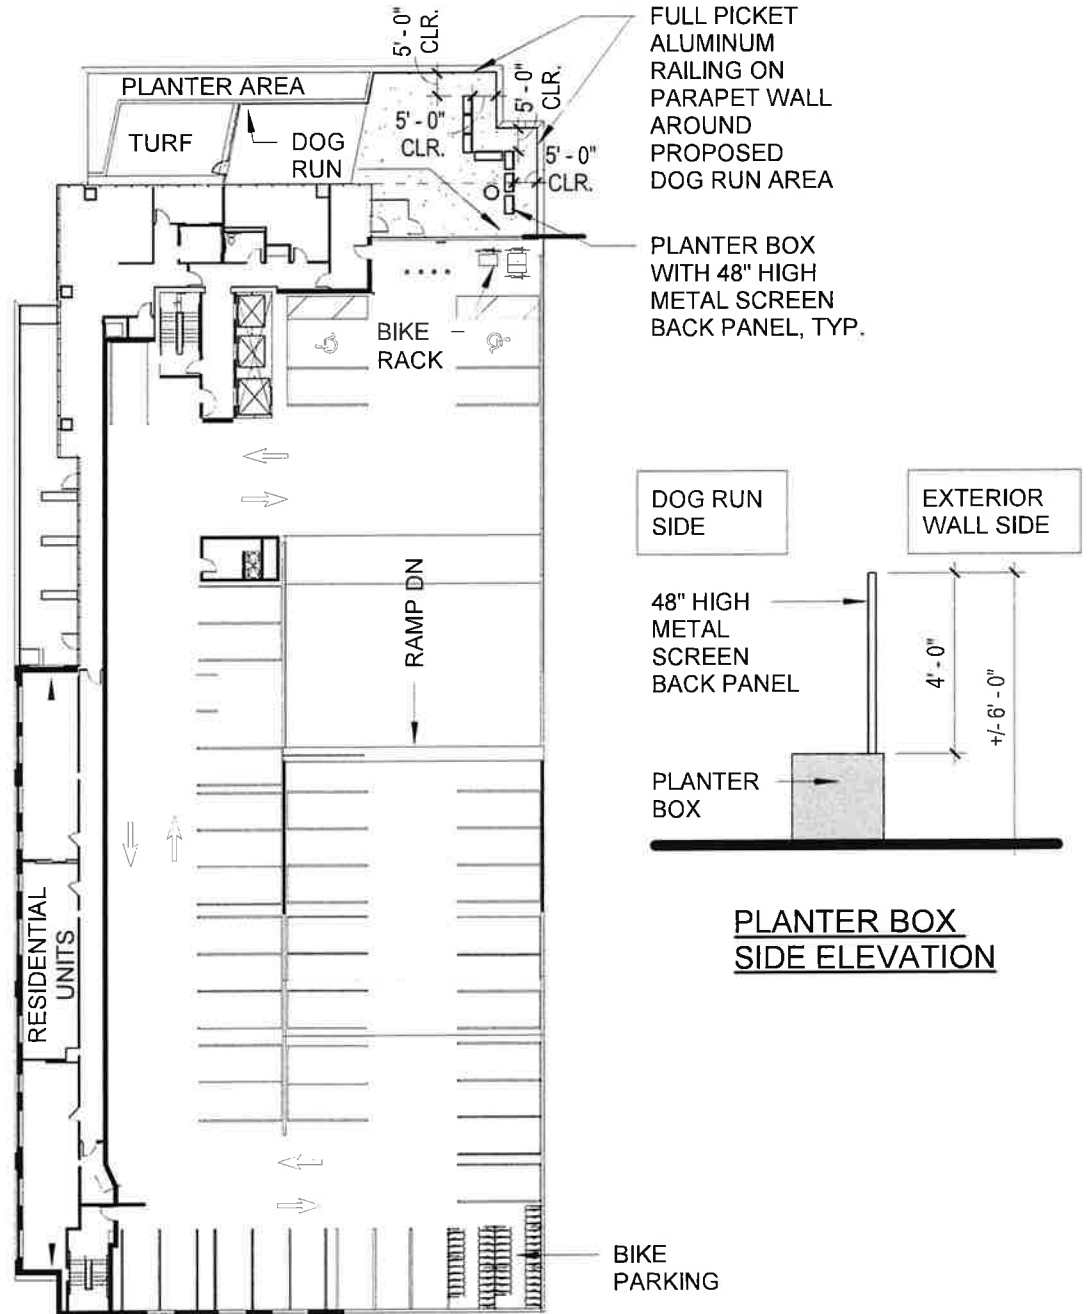 FULL PICKET
ALUMINUM
RAILING ON
PARAPET WALL
AROUND
PROPOSED
DOG RUN AREA
5' - 0"
CLR.
PLANTER AREA
5' - 0"
CLR.
5' - 0"
CLR.
TURF
DOG
RUN
5' - 0"
CLR.
PLANTER BOX
WITH 48" HIGH
METAL SCREEN
BACK PANEL, TYP.
BIKE
RACK
DOG RUN
SIDE
EXTERIOR
WALL SIDE
RAMP DN
48" HIGH
METAL
SCREEN
BACK PANEL
4' - 0"
+/- 6' - 0"
PLANTER
BOX
RESIDENTIAL
UNITS
PLANTER BOX
SIDE ELEVATION
BIKE
PARKING